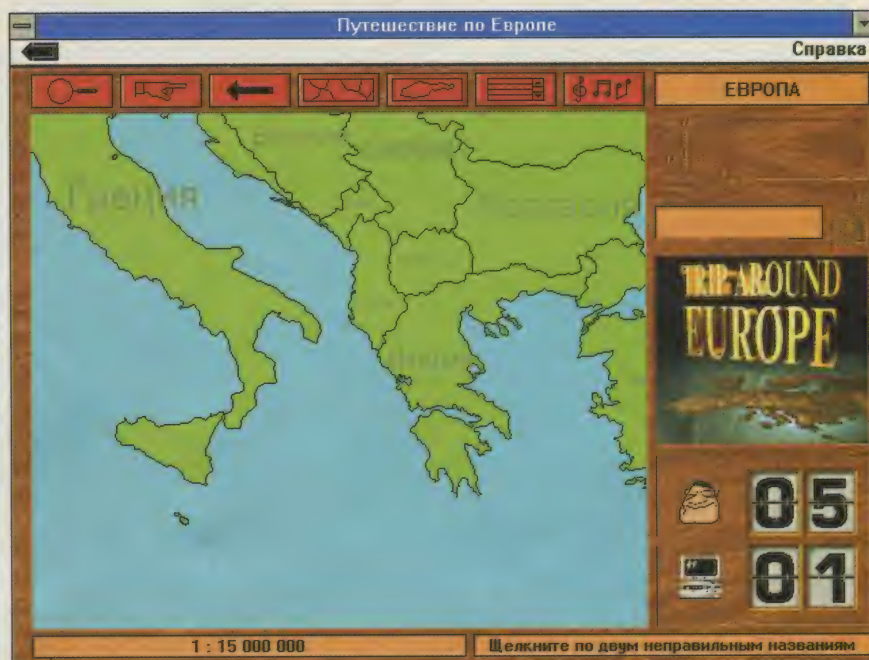 Путешествие по Европе
Справка
ЕВРОПА
Греция
TRIP AROUND
EUROPE
05
01
1 : 15 000 000
Щелкните по двум неправильным названиям